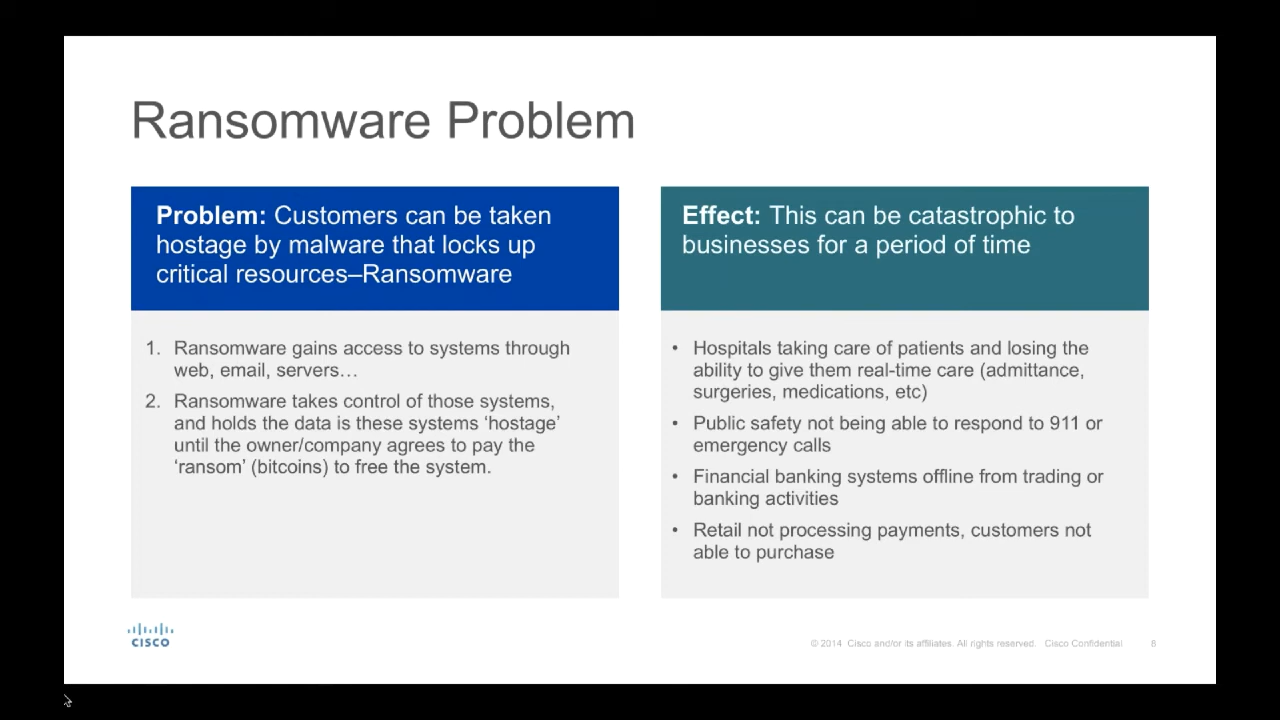 Ransomware Problem
Problem: Customers can be taken
hostage by malware that locks up
critical resources–Ransomware
1. Ransomware gains access to systems through
web, email, servers…
2. Ransomware takes control of those systems,
and holds the data is these systems ‘hostage’
until the owner/company agrees to pay the
‘ransom’ (bitcoins) to free the system.
Effect: This can be catastrophic to
businesses for a period of time
• Hospitals taking care of patients and losing the
ability to give them real-time care (admittance,
surgeries, medications, etc)
• Public safety not being able to respond to 911 or
emergency calls
• Financial banking systems offline from trading or
banking activities
• Retail not processing payments, customers not
able to purchase
CISCO
© 2014 Cisco and/or its affiliates. All rights reserved. Cisco Confidential 8